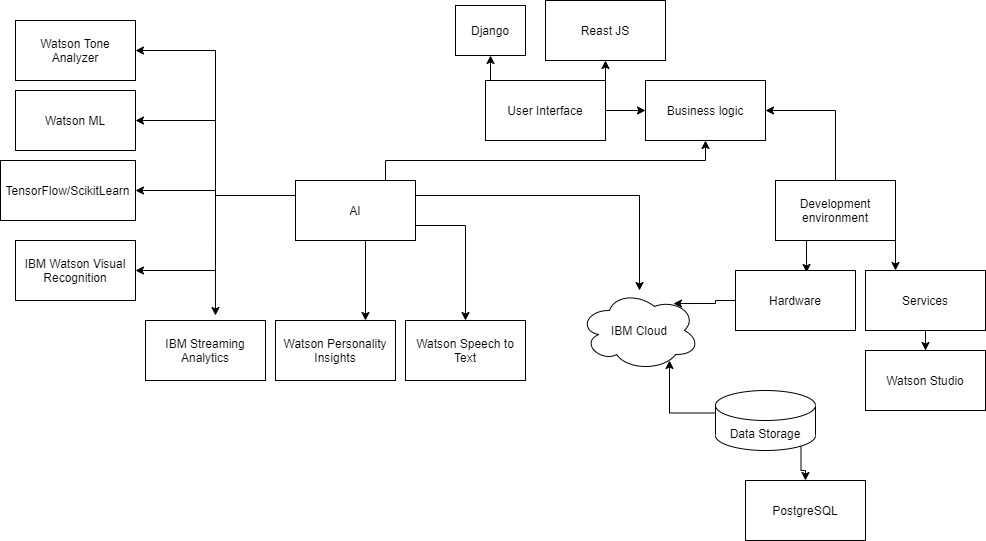 Django
Reast JS
Watson Tone
Analyzer
User Interface
Business logic
Watson ML
TensorFlow/ScikitLearn
AI
Development
environment
IBM Watson Visual
Recognition
Hardware
Services
IBM Cloud
IBM Streaming
Analytics
Watson Personality
Insights
Watson Speech to
Text
Watson Studio
Data Storage
PostgreSQL